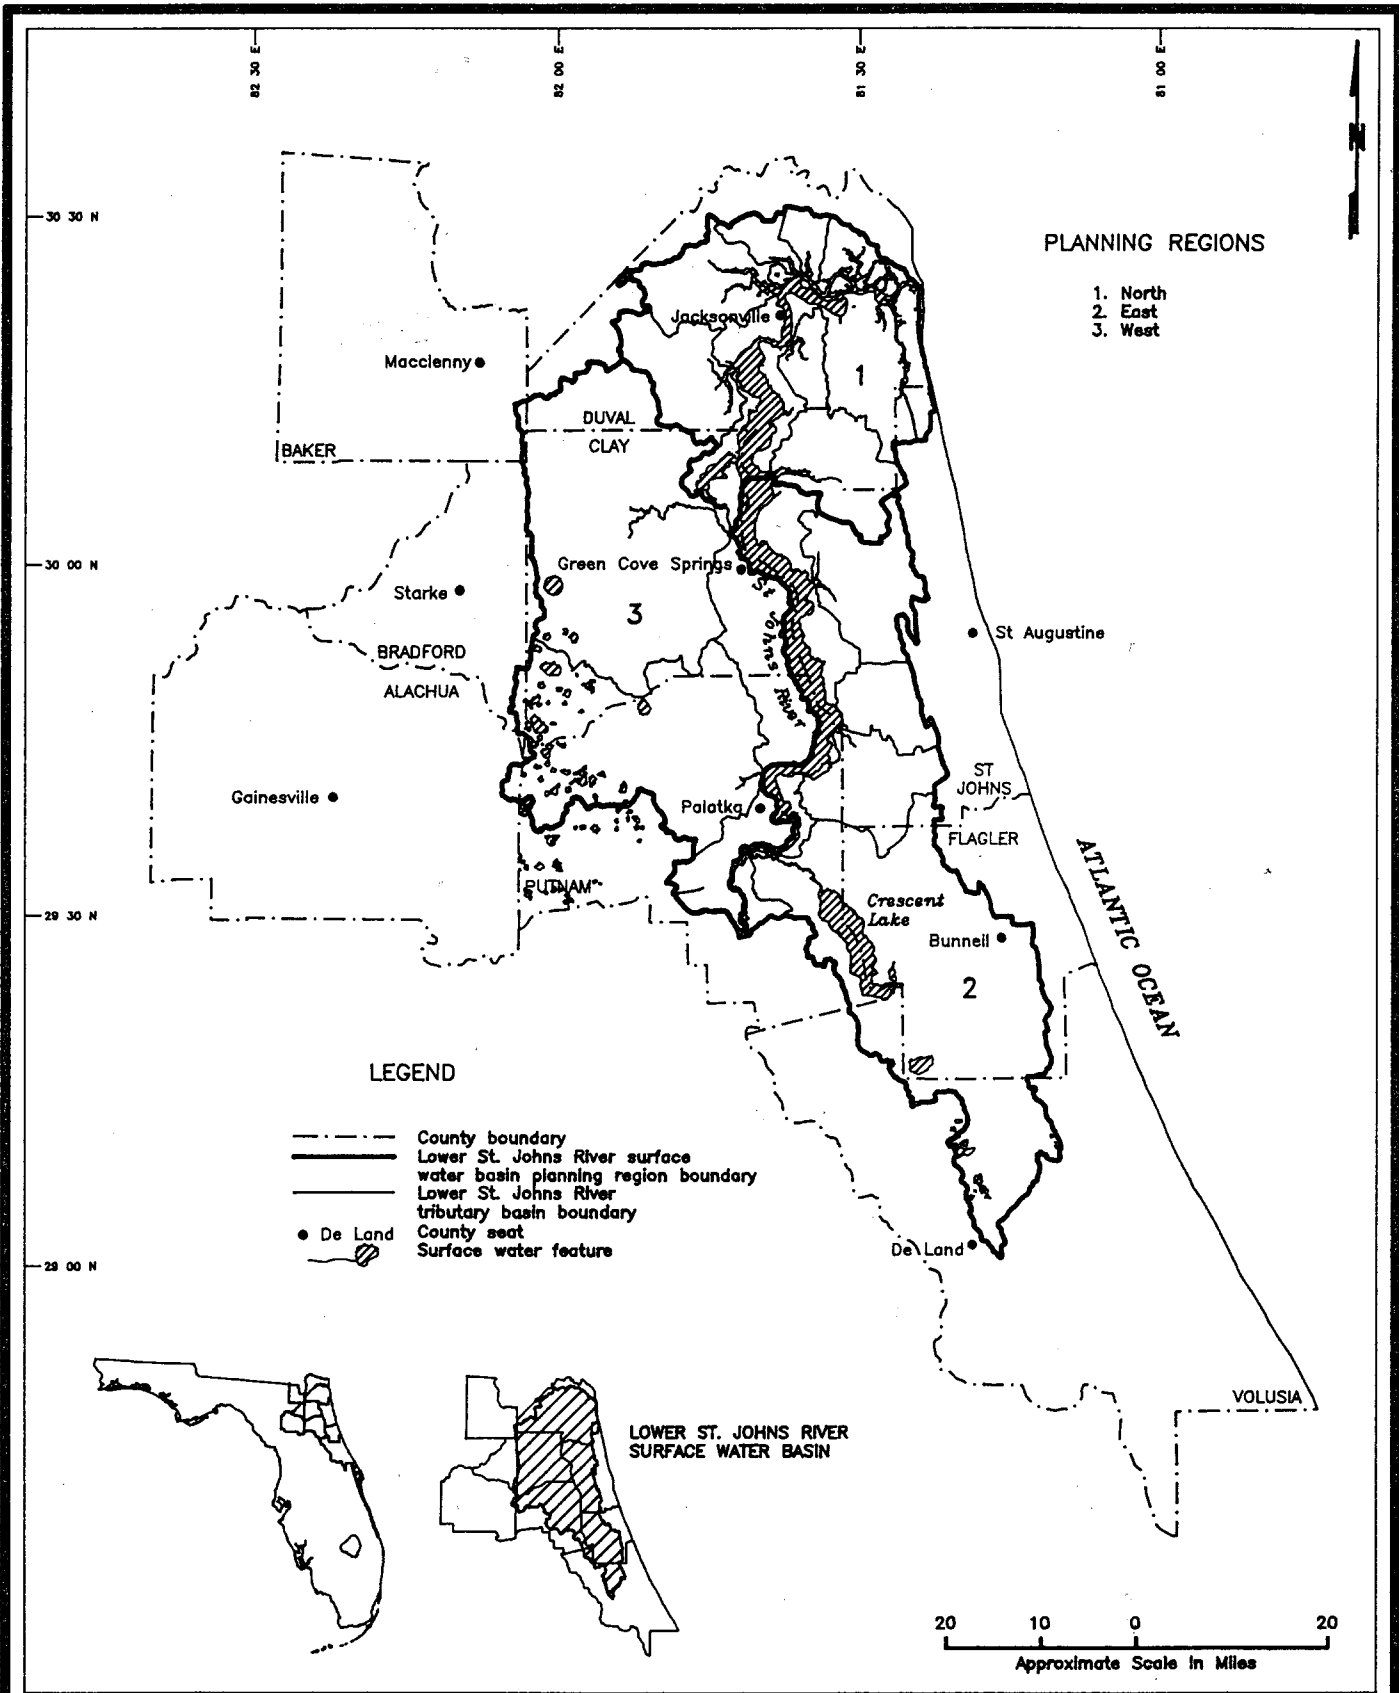 82 30 E
82 00 E
81 30 E
81 00 E
N
30 30 N
PLANNING REGIONS
1. North
2. East
3. West
Jacksonville
Macclenny
1
DUVAL
CLAY
BAKER
30 00 N
Green Cove Springs
Starke
3
St Johns River
St Augustine
BRADFORD
ALACHUA
Gainesville
Palatka
ST
JOHNS
FLAGLER
PUTNAM
29 30 N
Crescent
Lake
Bunnell
2
ATLANTIC OCEAN
LEGEND
County boundary
Lower St. Johns River surface
water basin planning region boundary
Lower St. Johns River
tributary basin boundary
De Land County seat
Surface water feature
De Land
29 00 N
VOLUSIA
LOWER ST. JOHNS RIVER
SURFACE WATER BASIN
20 10 0 20
Approximate Scale in Miles